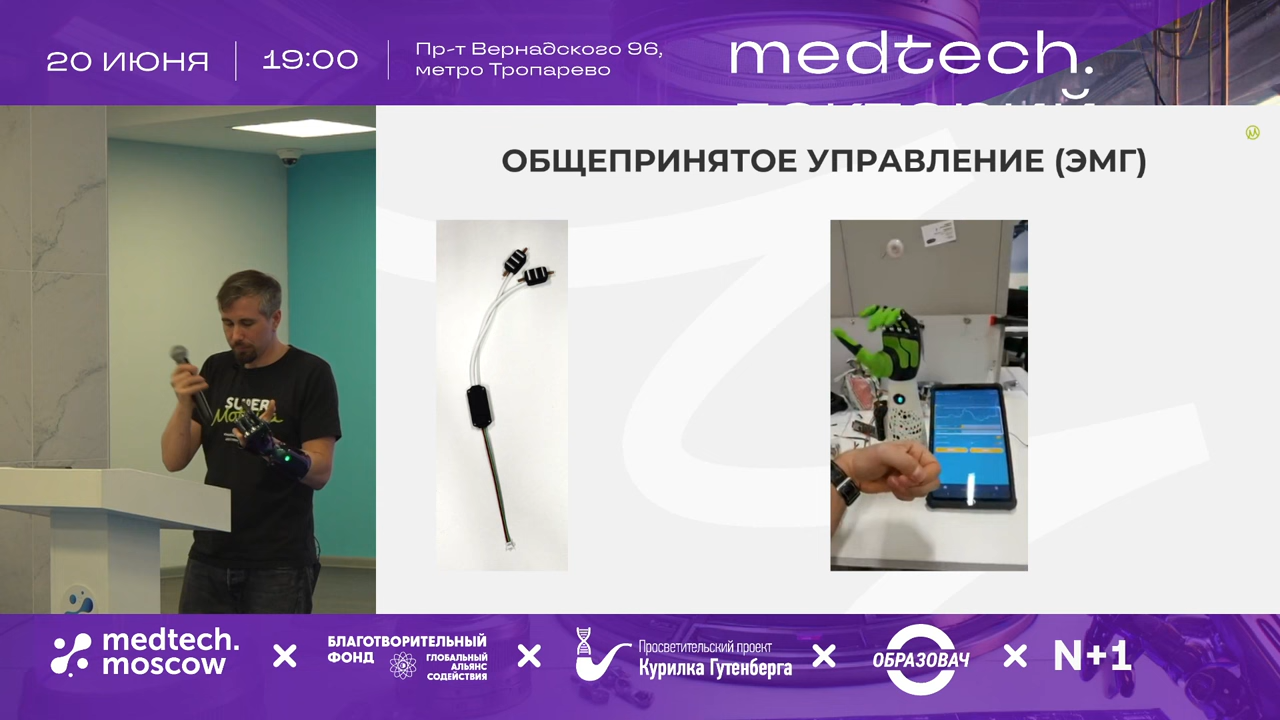 20 ИЮНЯ
19:00
Пр-т Вернадского 96,
метро Тропарево
medtech.
ОБЩЕПРИНЯТОЕ УПРАВЛЕНИЕ (ЭМГ)
SUPER
medtech.
moscow
БЛАГОТВОРИТЕЛЬНЫЙ
ФОНД
ГЛОБАЛЬНЫЙ
АЛЬЯНС
СОДЕЙСТВИЯ
Просветительский проект
Курилка Гутенберга
ОБРАЗОВАЧ
N+1